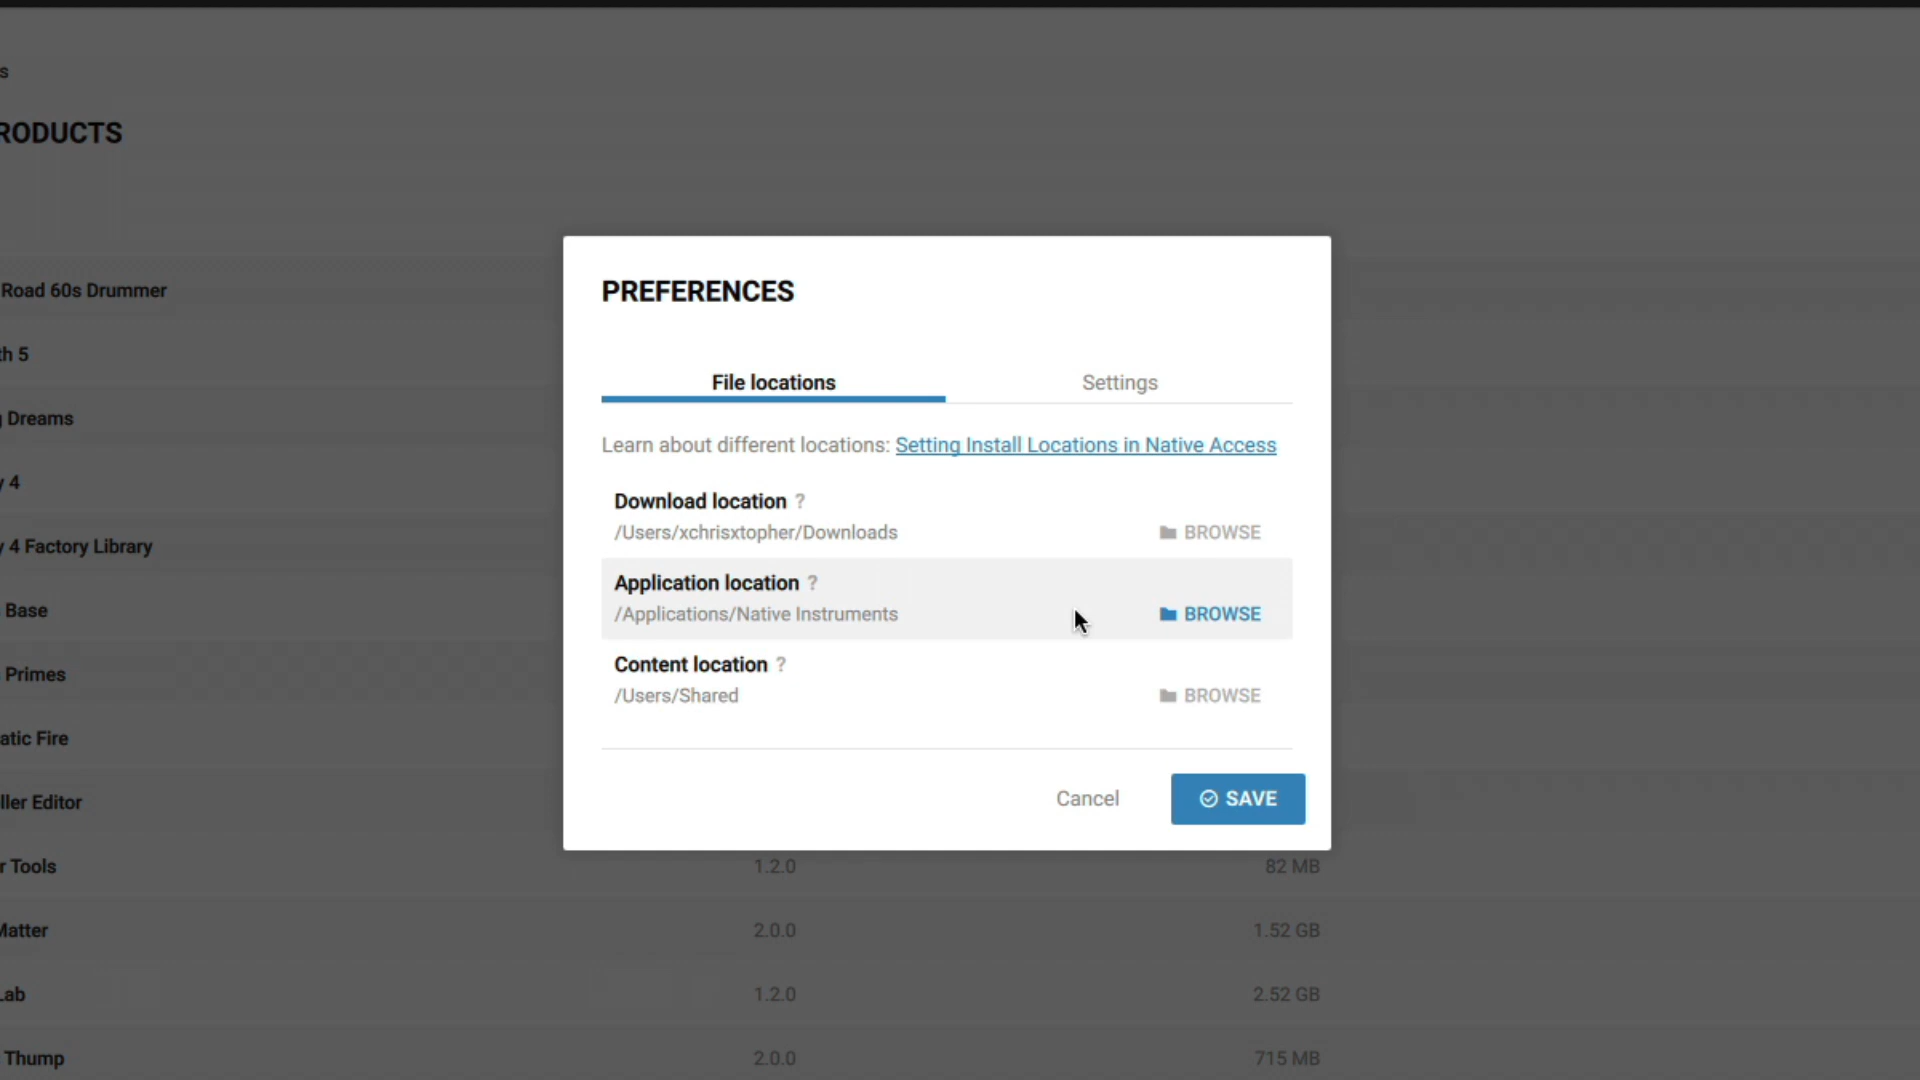 s
RODUCTS
Road 60s Drummer
th 5
Dreams
y 4
y 4 Factory Library
Base
Primes
atic Fire
ller Editor
r Tools 1.2.0 82 MB
Matter 2.0.0 1.52 GB
Lab 1.2.0 2.52 GB
Thump 2.0.0 715 MB
PREFERENCES
File locations Settings
Learn about different locations: Setting Install Locations in Native Access
Download location ?
/Users/xchrisxtopher/Downloads BROWSE
Application location ?
/Applications/Native Instruments BROWSE
Content location ?
/Users/Shared BROWSE
Cancel SAVE